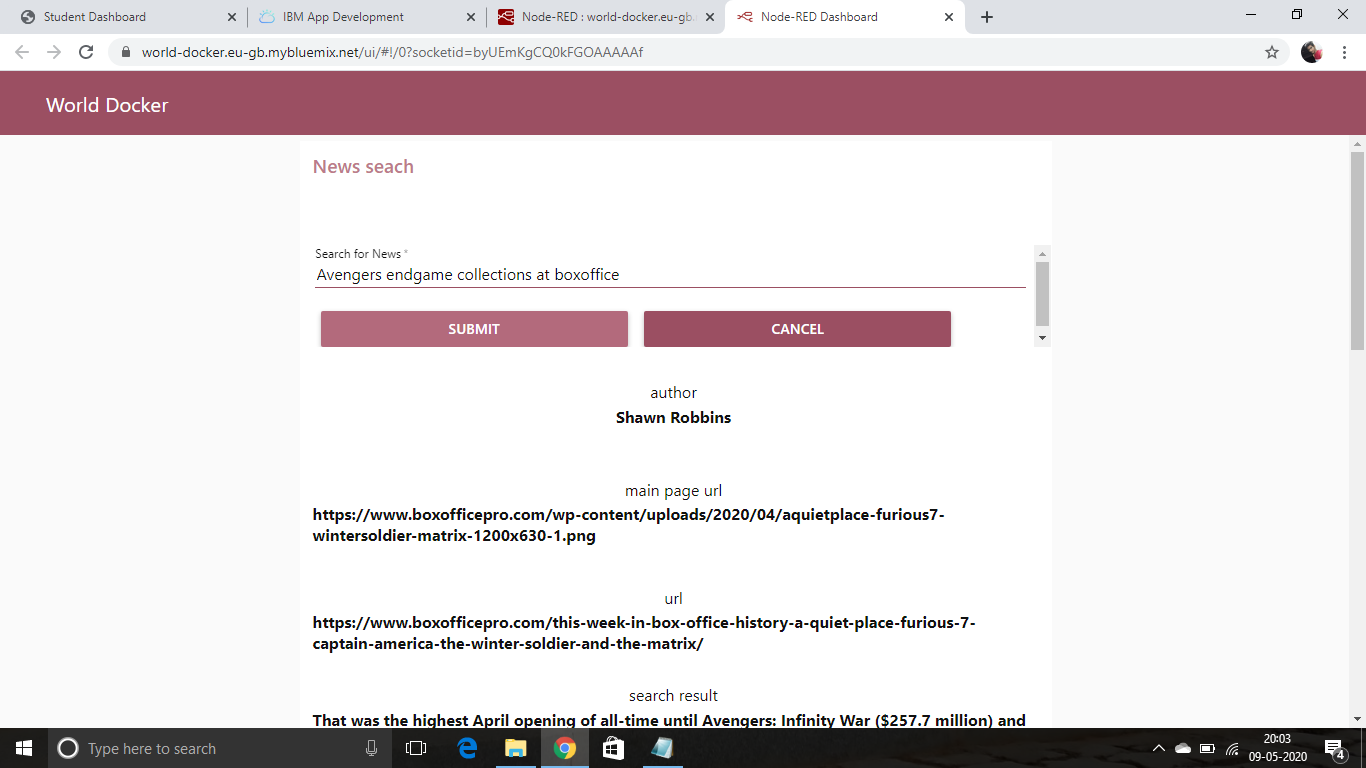 Student Dashboard
IBM App Development
Node-RED : world-docker.eu-gb.
Node-RED Dashboard
world-docker.eu-gb.mybluemix.net/ui/#!/0?socketid=byUEmKgCQ0kFGOAAAAAf
World Docker
News seach
Search for News *
Avengers endgame collections at boxoffice
SUBMIT CANCEL
author
Shawn Robbins
main page url
https://www.boxofficepro.com/wp-content/uploads/2020/04/aquietplace-furious7-
wintersoldier-matrix-1200x630-1.png
url
https://www.boxofficepro.com/this-week-in-box-office-history-a-quiet-place-furious-7-
captain-america-the-winter-soldier-and-the-matrix/
search result
That was the highest April opening of all-time until Avengers: Infinity War ($257.7 million) and
Type here to search
20:03
09-05-2020
4